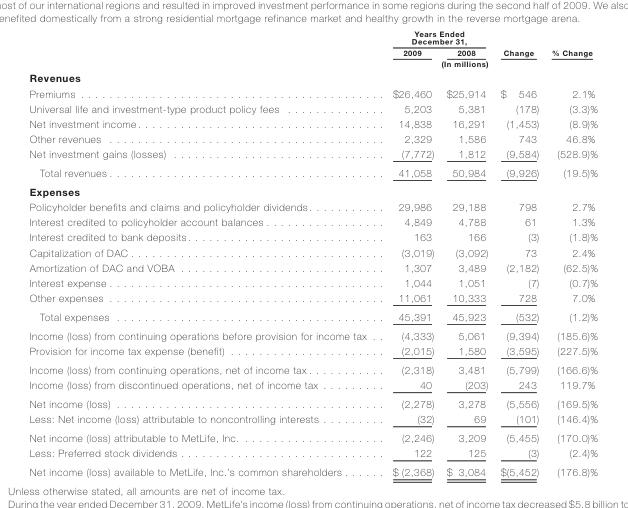 most of our international regions and resulted in improved investment performance in some regions during the second half of 2009. We also
benefited domestically from a strong residential mortgage refinance market and healthy growth in the reverse mortgage arena.
Years Ended
December 31,
2009 2008 Change % Change
(In millions)
Revenues
Premiums $26,460 $25,914 $ 546 2.1%
Universal life and investment-type product policy fees 5,203 5,381 (178) (3.3)%
Net investment income 14,838 16,291 (1,453) (8.9)%
Other revenues 2,329 1,586 743 46.8%
Net investment gains (losses) (7,772) 1,812 (9,584) (528.9)%
Total revenues 41,058 50,984 (9,926) (19.5)%
Expenses
Policyholder benefits and claims and policyholder dividends 29,986 29,188 798 2.7%
Interest credited to policyholder account balances 4,849 4,788 61 1.3%
Interest credited to bank deposits 163 166 (3) (1.8)%
Capitalization of DAC (3,019) (3,092) 73 2.4%
Amortization of DAC and VOBA 1,307 3,489 (2,182) (62.5)%
Interest expense 1,044 1,051 (7) (0.7)%
Other expenses 11,061 10,333 728 7.0%
Total expenses 45,391 45,923 (532) (1.2)%
Income (loss) from continuing operations before provision for income tax (4,333) 5,061 (9,394) (185.6)%
Provision for income tax expense (benefit) (2,015) 1,580 (3,595) (227.5)%
Income (loss) from continuing operations, net of income tax (2,318) 3,481 (5,799) (166.6)%
Income (loss) from discontinued operations, net of income tax 40 (203) 243 119.7%
Net income (loss) (2,278) 3,278 (5,556) (169.5)%
Less: Net income (loss) attributable to noncontrolling interests (32) 69 (101) (146.4)%
Net income (loss) attributable to MetLife, Inc. (2,246) 3,209 (5,455) (170.0)%
Less: Preferred stock dividends 122 125 (3) (2.4)%
Net income (loss) available to MetLife, Inc.'s common shareholders $ (2,368) $ 3,084 $(5,452) (176.8)%
Unless otherwise stated, all amounts are net of income tax.
During the year ended December 31, 2009, MetLife's income (loss) from continuing operations, net of income tax decreased $5.8 billion to